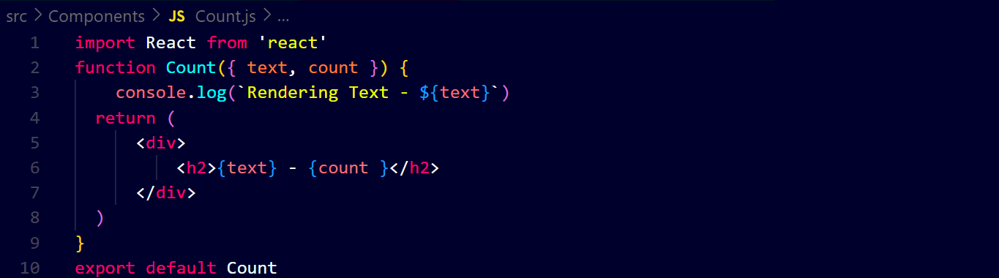 src > Components > JS Count.js > ...
1 import React from 'react'
2 function Count({ text, count }) {
3     console.log(`Rendering Text - ${text}`)
4   return (
5       <div>
6           <h2>{text} - {count }</h2>
7       </div>
8   )
9 }
10 export default Count